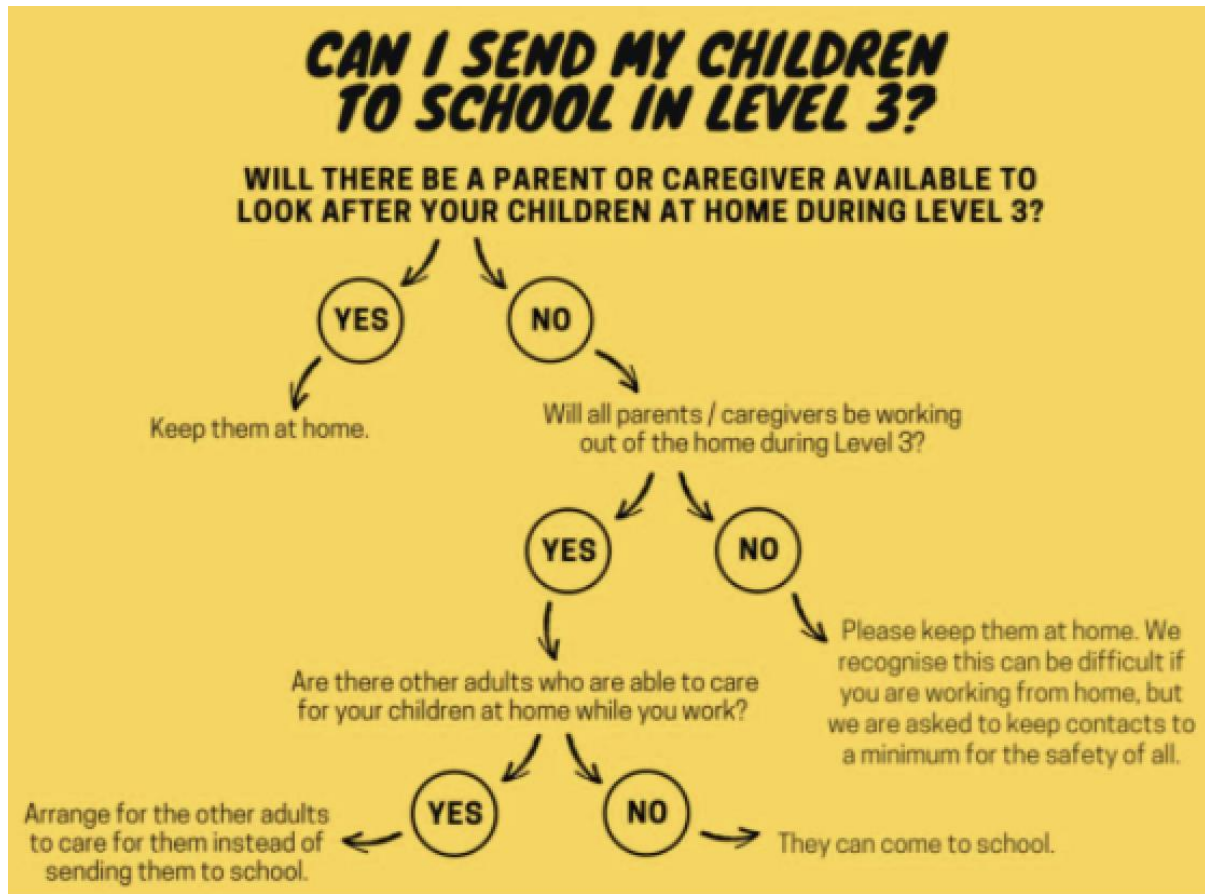 CAN I SEND MY CHILDREN
TO SCHOOL IN LEVEL 3?
WILL THERE BE A PARENT OR CAREGIVER AVAILABLE TO
LOOK AFTER YOUR CHILDREN AT HOME DURING LEVEL 3?
YES
NO
Keep them at home.
Will all parents / caregivers be working
out of the home during Level 3?
YES
NO
Please keep them at home. We
recognise this can be difficult if
you are working from home, but
we are asked to keep contacts to
a minimum for the safety of all.
Are there other adults who are able to care
for your children at home while you work?
YES
NO
Arrange for the other adults
to care for them instead of
sending them to school.
They can come to school.